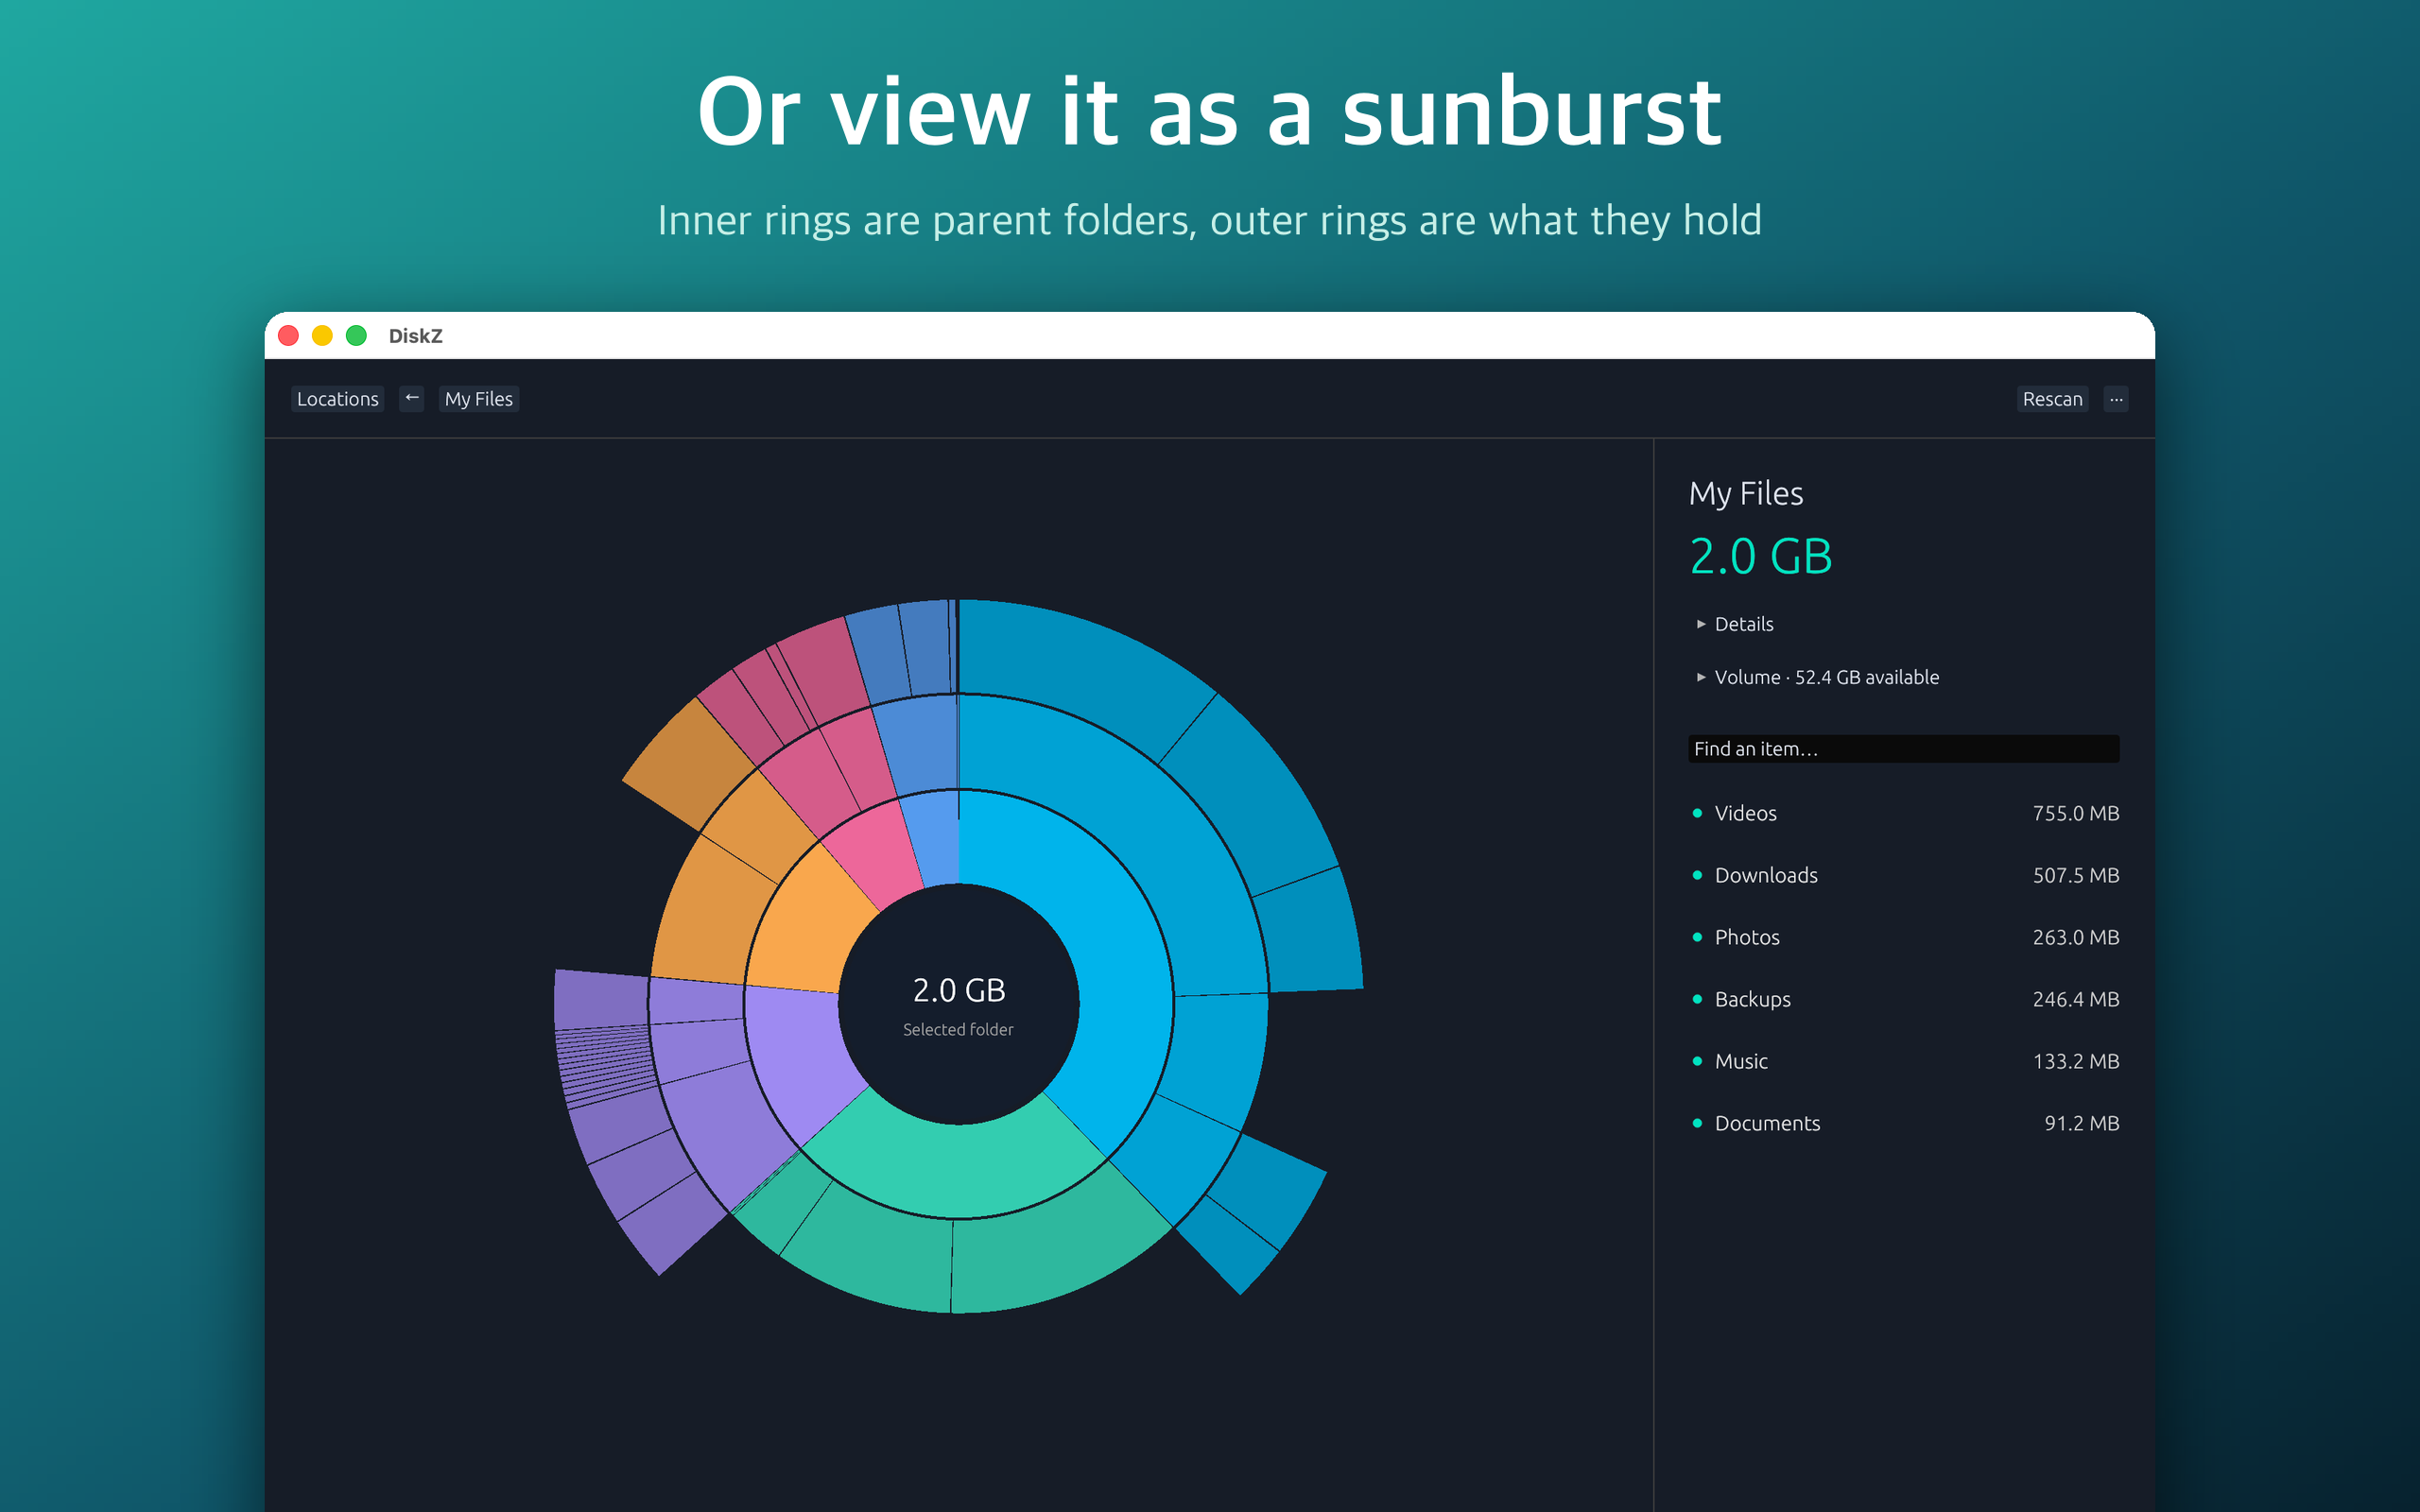 Or view it as a sunburst
Inner rings are parent folders, outer rings are what they hold
DiskZ
Locations ← My Files Rescan ...
My Files
2.0 GB
▸ Details
▸ Volume · 52.4 GB available
Find an item...
Videos 755.0 MB
Downloads 507.5 MB
Photos 263.0 MB
Backups 246.4 MB
Music 133.2 MB
Documents 91.2 MB
2.0 GB
Selected folder